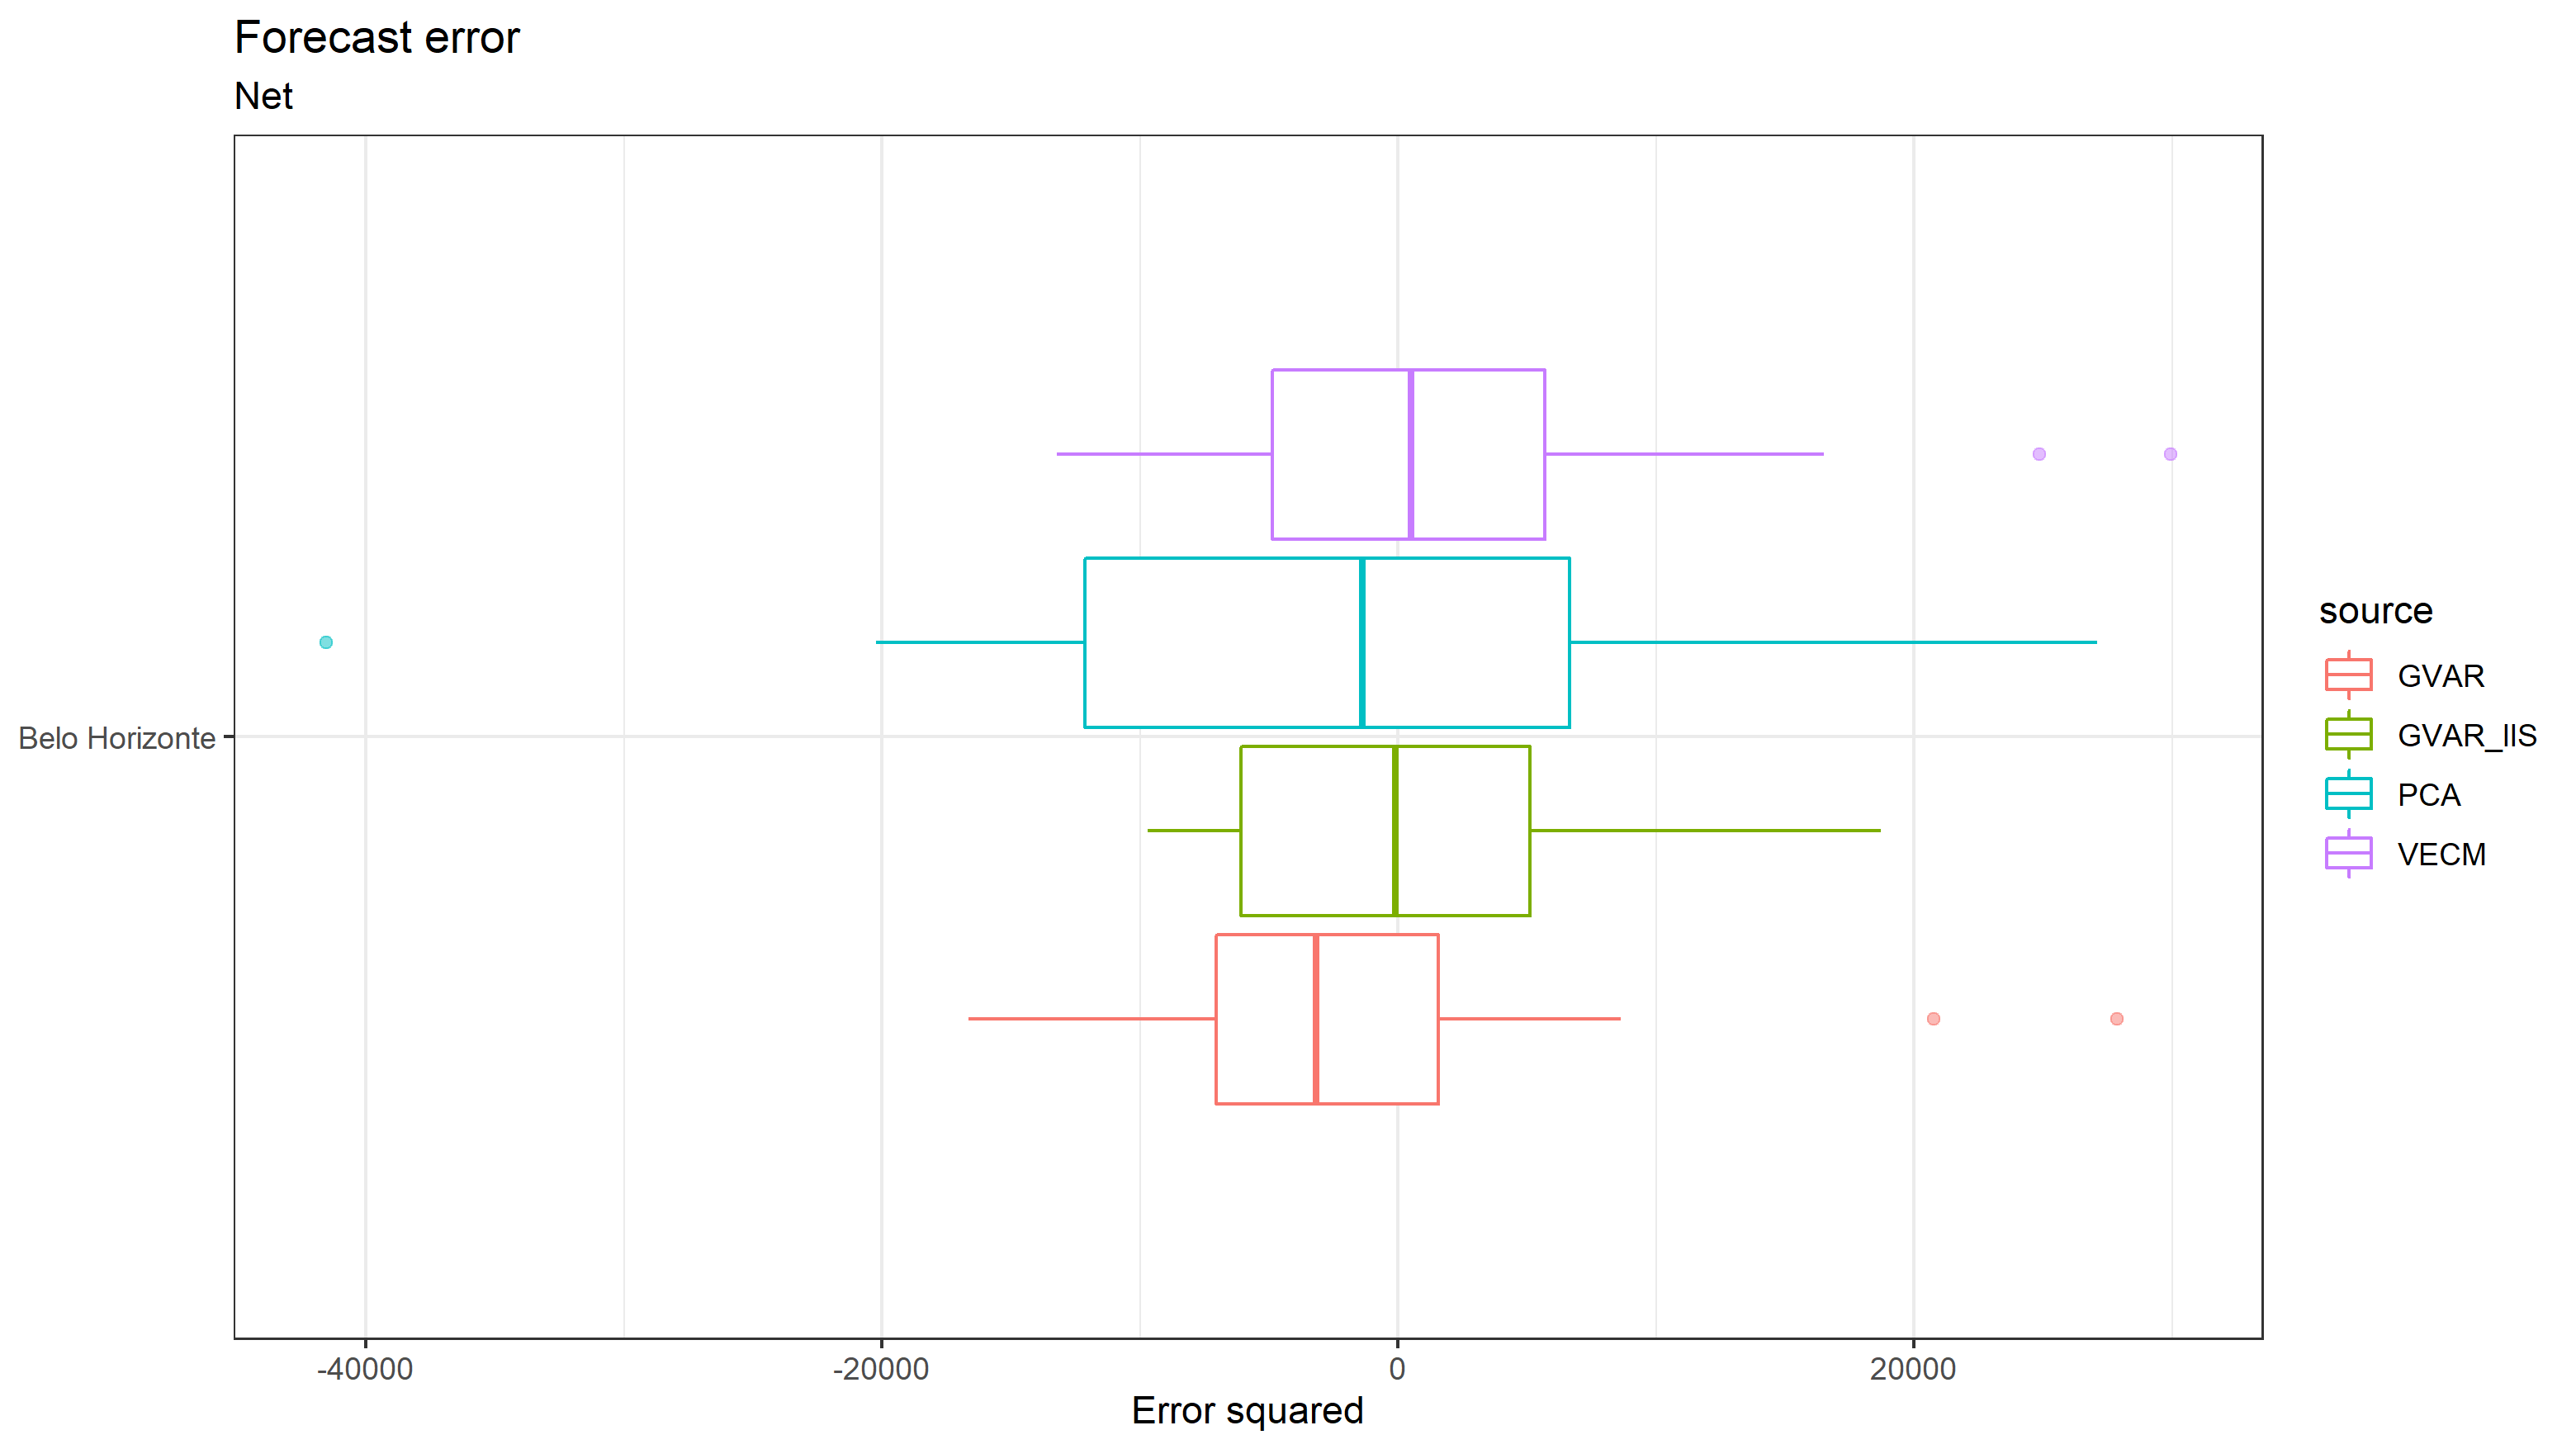 Forecast error
Net
Belo Horizonte
-40000
-20000
0
20000
Error squared
source
GVAR
GVAR_IIS
PCA
VECM